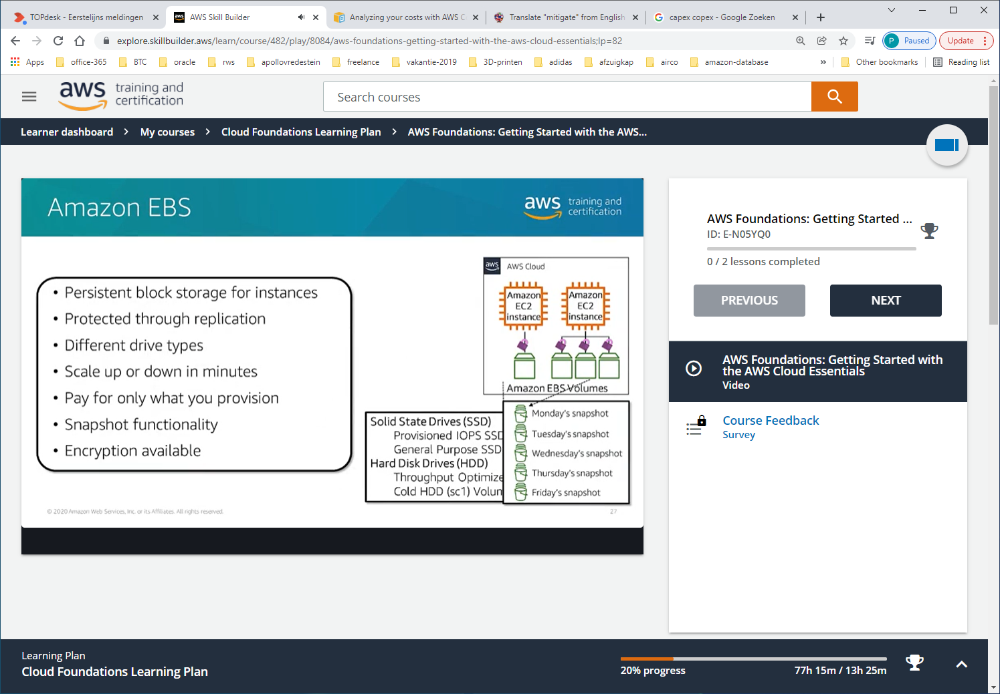 TOPdesk - Eerstelijns meldingen
AWS Skill Builder
Analyzing your costs with AWS C
Translate "mitigate" from English
capex copex - Google Zoeken
explore.skillbuilder.aws/learn/course/482/play/8084/aws-foundations-getting-started-with-the-aws-cloud-essentials;lp=82
P Paused
Update
Apps office-365 BTC oracle rws apollovredestein freelance vakantie-2019 3D-printen adidas afzuigkap airco amazon-database » Other bookmarks Reading list
aws training and certification
Search courses
Learner dashboard > My courses > Cloud Foundations Learning Plan > AWS Foundations: Getting Started with the AWS...
Amazon EBS
aws training and certification
• Persistent block storage for instances
• Protected through replication
• Different drive types
• Scale up or down in minutes
• Pay for only what you provision
• Snapshot functionality
• Encryption available
aws AWS Cloud
Amazon EC2 instance
Amazon EC2 instance
Amazon EBS Volumes
Solid State Drives (SSD)
Provisioned IOPS SSD
General Purpose SSD
Hard Disk Drives (HDD)
Throughput Optimize
Cold HDD (sc1) Volum
Monday's snapshot
Tuesday's snapshot
Wednesday's snapshot
Thursday's snapshot
Friday's snapshot
© 2020 Amazon Web Services, Inc. or its Affiliates. All rights reserved.
27
AWS Foundations: Getting Started ...
ID: E-N05YQ0
0 / 2 lessons completed
PREVIOUS
NEXT
AWS Foundations: Getting Started with
the AWS Cloud Essentials
Video
Course Feedback
Survey
Learning Plan
Cloud Foundations Learning Plan
20% progress
77h 15m / 13h 25m